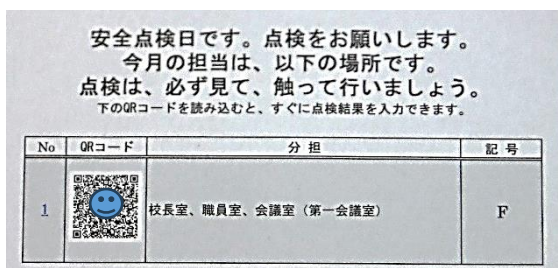 安全点検日です。点検をお願いします。
今月の担当は、以下の場所です。
点検は、必ず見て、触って行いましょう。
下のQRコードを読み込むと、すぐに点検結果を入力できます。
No QRコード 分 担 記 号
1 校長室、職員室、会議室（第一会議室） F